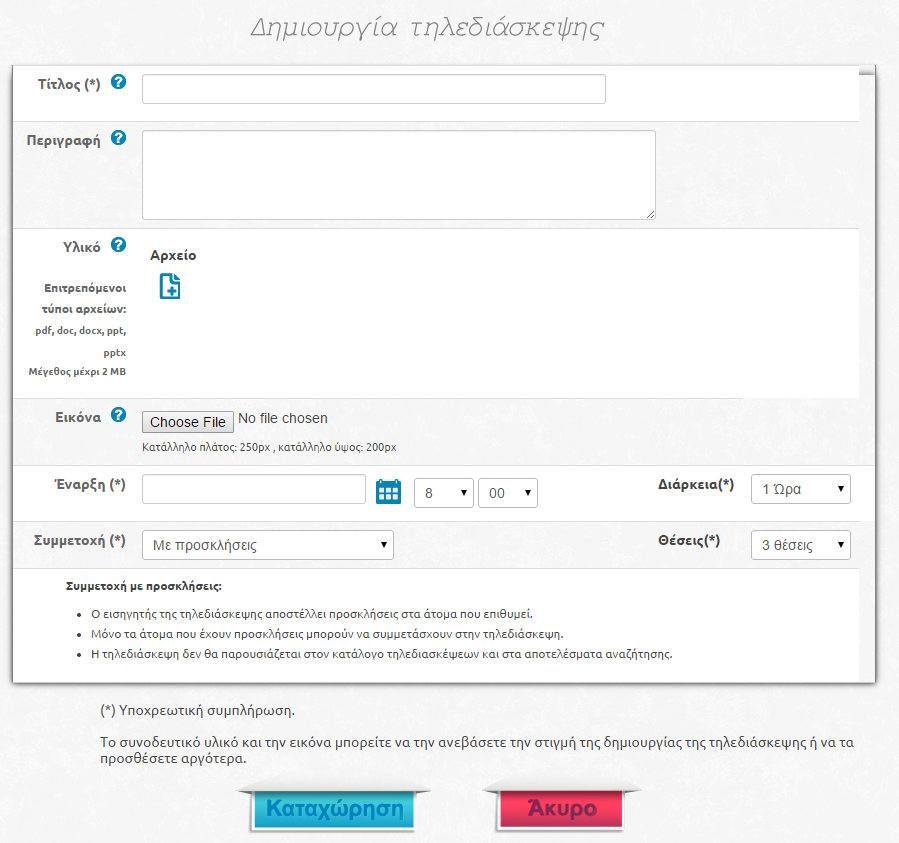 Δημιουργία τηλεδιάσκεψης
Τίτλος (*) ?
Περιγραφή ?
Υλικό ? Αρχείο
Επιτρεπόμενοι
τύποι αρχείων:
pdf, doc, docx, ppt,
pptx
Μέγεθος μέχρι 2 MB
Εικόνα ? Choose File No file chosen
Κατάλληλο πλάτος: 250px , κατάλληλο ύψος: 200px
Έναρξη (*) 8 00 Διάρκεια(*) 1 Ώρα
Συμμετοχή (*) Με προσκλήσεις Θέσεις(*) 3 θέσεις
Συμμετοχή με προσκλήσεις:
• Ο εισηγητής της τηλεδιάσκεψης αποστέλλει προσκλήσεις στα άτομα που επιθυμεί.
• Μόνο τα άτομα που έχουν προσκλήσεις μπορούν να συμμετάσχουν στην τηλεδιάσκεψη.
• Η τηλεδιάσκεψη δεν θα παρουσιάζεται στον κατάλογο τηλεδιασκέψεων και στα αποτελέσματα αναζήτησης.
(*) Υποχρεωτική συμπλήρωση.
Το συνοδευτικό υλικό και την εικόνα μπορείτε να την ανεβάσετε την στιγμή της δημιουργίας της τηλεδιάσκεψης ή να τα
προσθέσετε αργότερα.
Καταχώρηση Άκυρο